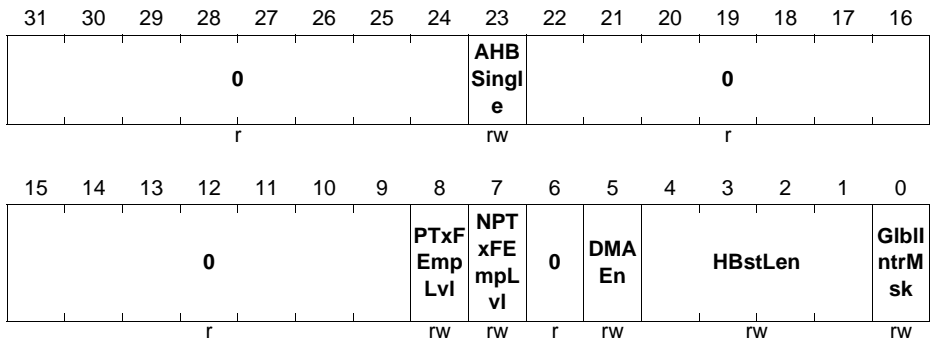 31 30 29 28 27 26 25 24 23 22 21 20 19 18 17 16
0 AHB Singl e 0
r rw r
15 14 13 12 11 10 9 8 7 6 5 4 3 2 1 0
0 PTxF Emp Lvl NPT xFE mpL vl 0 DMA En HBstLen GlblI ntrM sk
r rw rw r rw rw rw